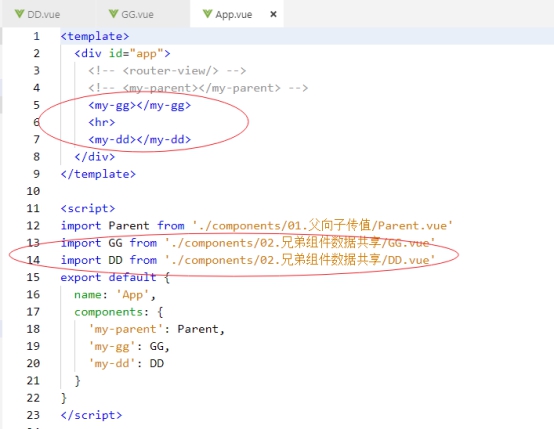 DD.vue GG.vue App.vue ×
1 <template>
2 <div id="app">
3 <!-- <router-view/> -->
4 <!-- <my-parent></my-parent> -->
5 <my-gg></my-gg>
6 <hr>
7 <my-dd></my-dd>
8 </div>
9 </template>
10
11 <script>
12 import Parent from './components/01.父向子传值/Parent.vue'
13 import GG from './components/02.兄弟组件数据共享/GG.vue'
14 import DD from './components/02.兄弟组件数据共享/DD.vue'
15 export default {
16 name: 'App',
17 components: {
18 'my-parent': Parent,
19 'my-gg': GG,
20 'my-dd': DD
21 }
22 }
23 </script>